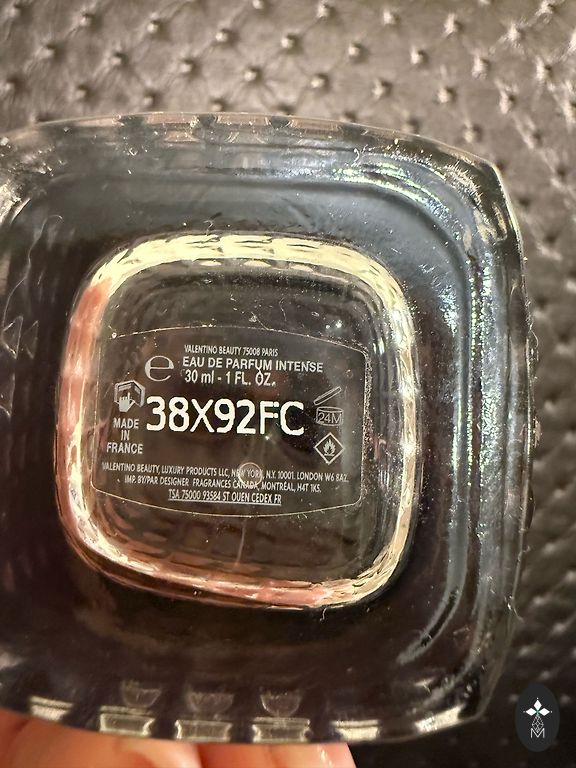 VALENTINO BEAUTY 75008 PARIS
e EAU DE PARFUM INTENSE
30 ml - 1 FL. OZ.
38X92FC
24M
MADE
IN
FRANCE
VALENTINO BEAUTY, LUXURY PRODUCTS LLC, NEW YORK, N.Y. 10001, LONDON W6 8AZ.
IMP. BY/PAR DESIGNER FRAGRANCES CANADA, MONTRÉAL, H4T 1K5.
TSA 75000 93584 ST OUEN CEDEX FR
M